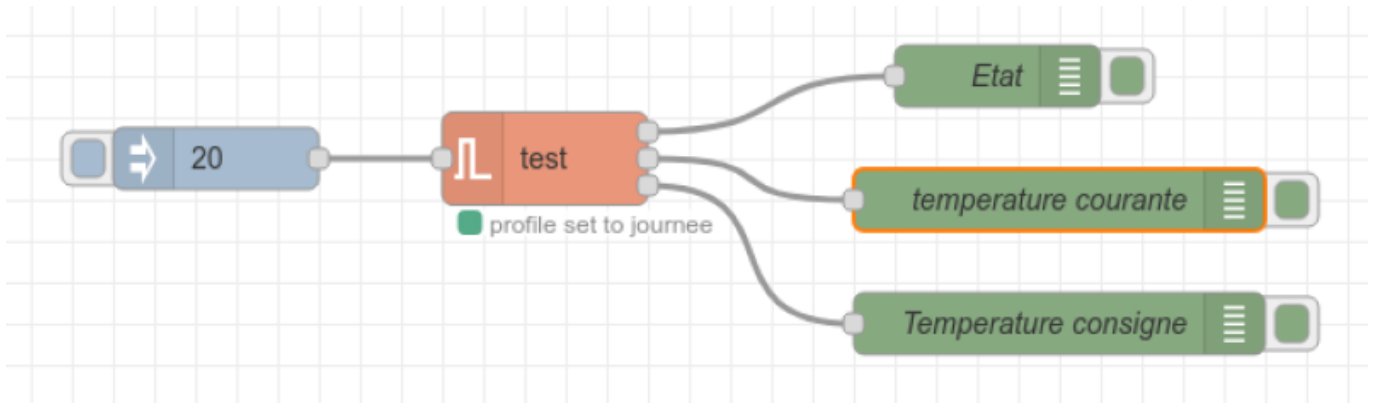 Etat
20
test
temperature courante
profile set to journee
Temperature consigne